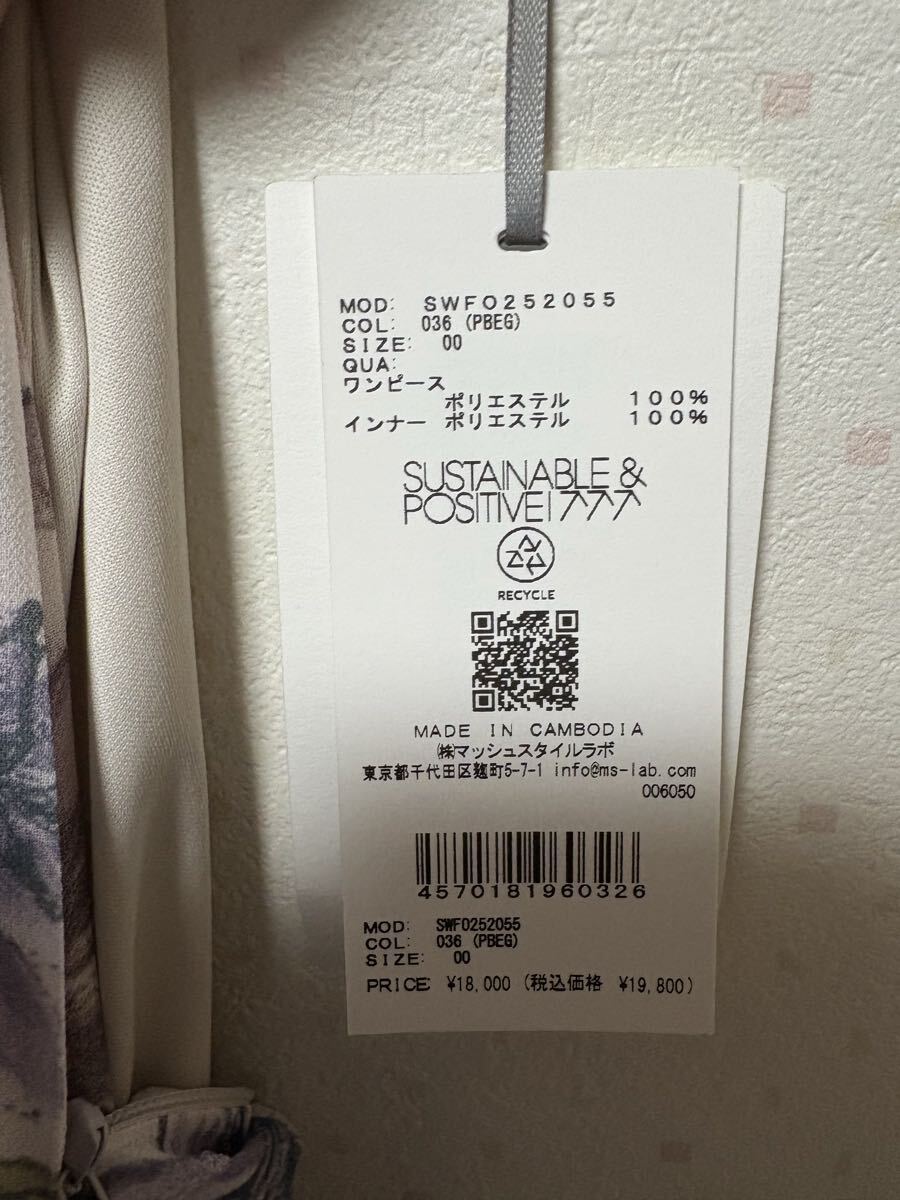 MOD: SWFO252055
COL: 036 (PBEG)
SIZE: 00
QUA:
ワンピース
ポリエステル 100%
インナー ポリエステル 100%
SUSTAINABLE &
POSITIVE!
RECYCLE
MADE IN CAMBODIA
㈱マッシュスタイルラボ
東京都千代田区麹町5-7-1 info@ms-lab.com
006050
4570181960326
MOD: SWFO252055
COL: 036 (PBEG)
SIZE: 00
PRICE: ¥18,000 (税込価格 ¥19,800)